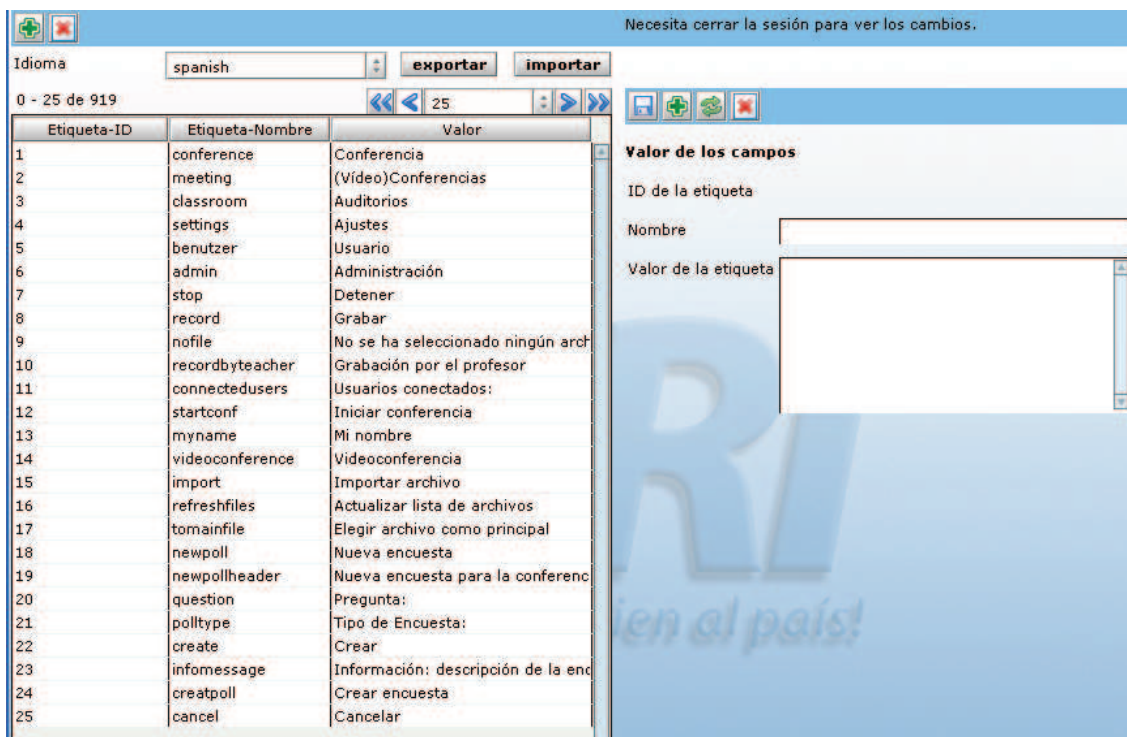 Necesita cerrar la sesión para ver los cambios.
Idioma spanish exportar importar
0 - 25 de 919 25
Etiqueta-ID Etiqueta-Nombre Valor
1 conference Conferencia
2 meeting (Vídeo)Conferencias
3 classroom Auditorios
4 settings Ajustes
5 benutzer Usuario
6 admin Administración
7 stop Detener
8 record Grabar
9 nofile No se ha seleccionado ningún arch
10 recordbyteacher Grabación por el profesor
11 connectedusers Usuarios conectados:
12 startconf Iniciar conferencia
13 myname Mi nombre
14 videoconference Videoconferencia
15 import Importar archivo
16 refreshfiles Actualizar lista de archivos
17 tomainfile Elegir archivo como principal
18 newpoll Nueva encuesta
19 newpollheader Nueva encuesta para la conferenc
20 question Pregunta:
21 polltype Tipo de Encuesta:
22 create Crear
23 infomessage Información: descripción de la enc
24 creatpoll Crear encuesta
25 cancel Cancelar
Valor de los campos
ID de la etiqueta
Nombre
Valor de la etiqueta
RI
ien al país!